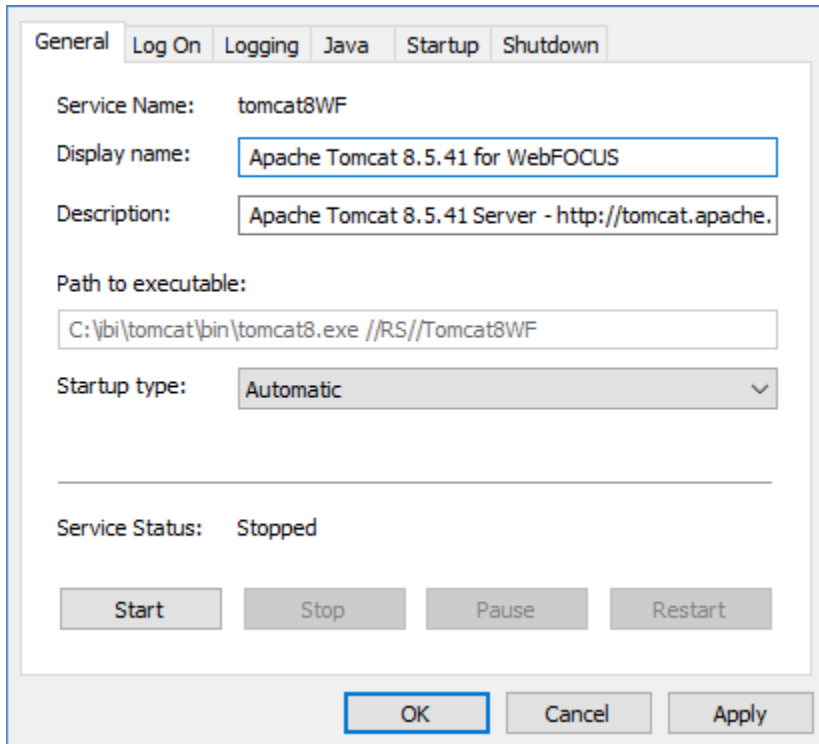 General Log On Logging Java Startup Shutdown
Service Name: tomcat8WF
Display name: Apache Tomcat 8.5.41 for WebFOCUS
Description: Apache Tomcat 8.5.41 Server - http://tomcat.apache.
Path to executable:
C:\ibi\tomcat\bin\tomcat8.exe //RS//Tomcat8WF
Startup type: Automatic
Service Status: Stopped
Start Stop Pause Restart
OK Cancel Apply